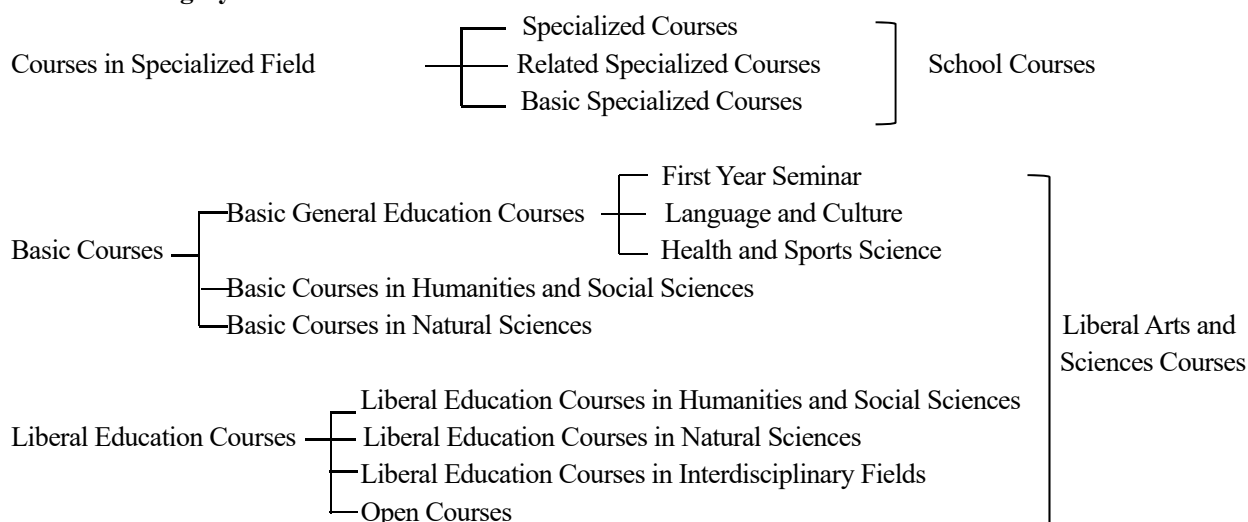 Specialized Courses
Courses in Specialized Field
Related Specialized Courses
School Courses
Basic Specialized Courses
First Year Seminar
Basic General Education Courses
Language and Culture
Basic Courses
Health and Sports Science
Basic Courses in Humanities and Social Sciences
Basic Courses in Natural Sciences
Liberal Arts and
Sciences Courses
Liberal Education Courses in Humanities and Social Sciences
Liberal Education Courses
Liberal Education Courses in Natural Sciences
Liberal Education Courses in Interdisciplinary Fields
Open Courses